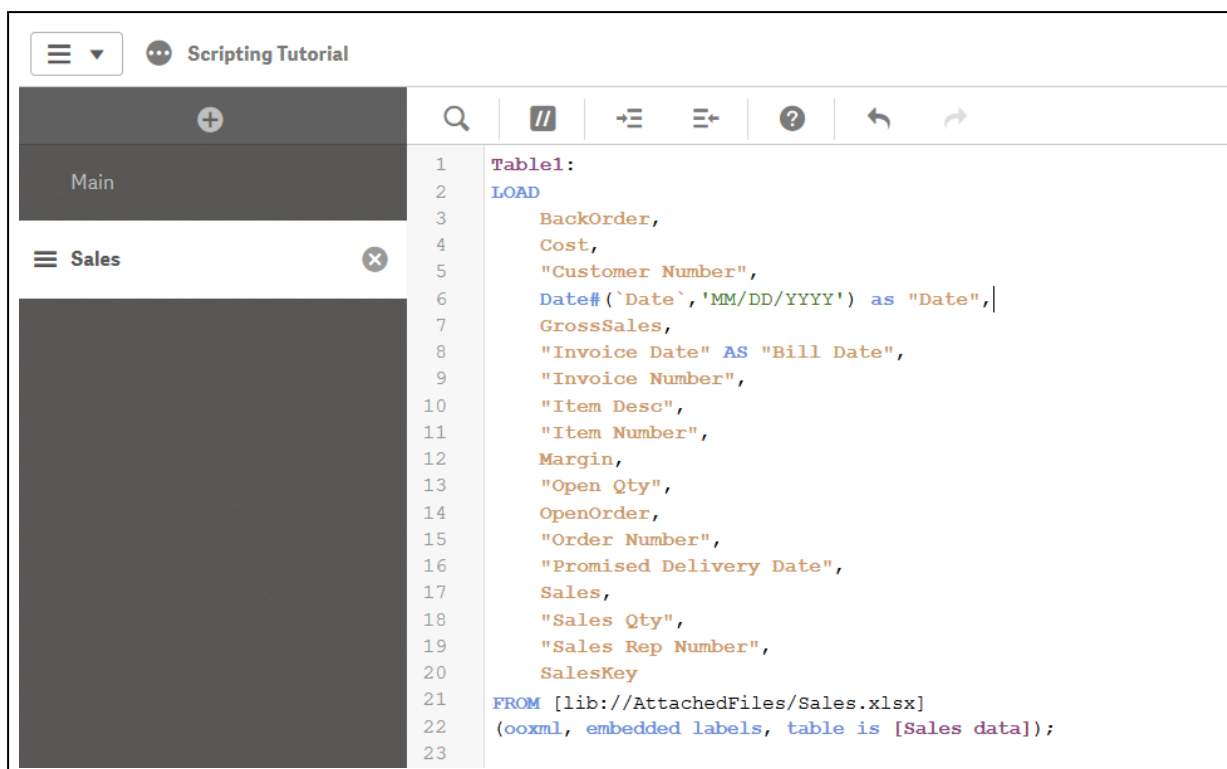 Scripting Tutorial
Main
Sales
1 Table1:
2 LOAD
3 BackOrder,
4 Cost,
5 "Customer Number",
6 Date#(`Date`,'MM/DD/YYYY') as "Date",
7 GrossSales,
8 "Invoice Date" AS "Bill Date",
9 "Invoice Number",
10 "Item Desc",
11 "Item Number",
12 Margin,
13 "Open Qty",
14 OpenOrder,
15 "Order Number",
16 "Promised Delivery Date",
17 Sales,
18 "Sales Qty",
19 "Sales Rep Number",
20 SalesKey
21 FROM [lib://AttachedFiles/Sales.xlsx]
22 (ooxml, embedded labels, table is [Sales data]);
23